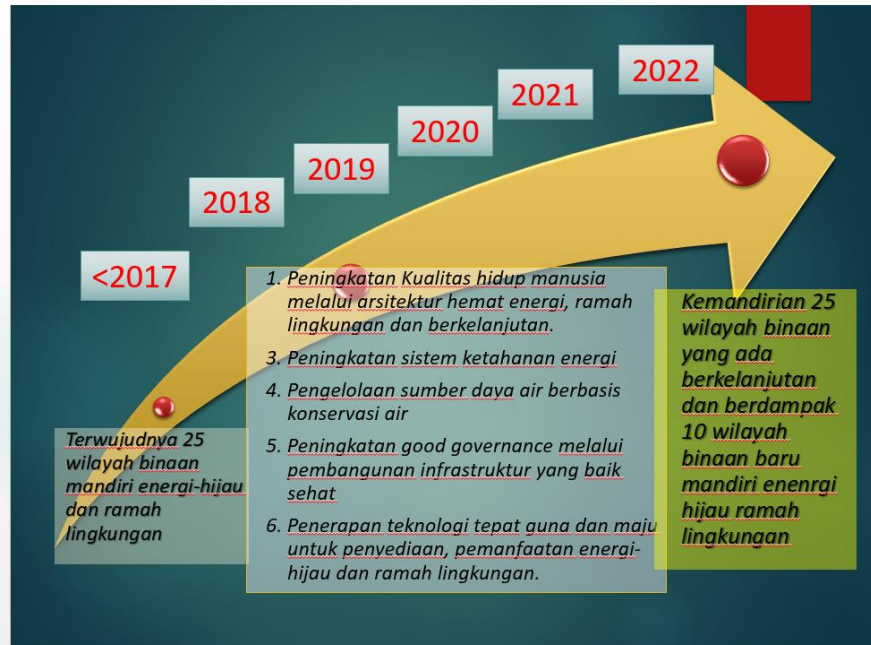 <2017
2018
2019
2020
2021
2022
Terwujudnya 25
wilayah binaan
mandiri energi-hijau
dan ramah
lingkungan
1. Peningkatan Kualitas hidup manusia
melalui arsitektur hemat energi, ramah
lingkungan dan berkelanjutan.
3. Peningkatan sistem ketahanan energi
4. Pengelolaan sumber daya air berbasis
konservasi air
5. Peningkatan good governance melalui
pembangunan infrastruktur yang baik
sehat
6. Penerapan teknologi tepat guna dan maju
untuk penyediaan, pemanfaatan energi-
hijau dan ramah lingkungan.
Kemandirian 25
wilayah binaan
yang ada
berkelanjutan
dan berdampak
10 wilayah
binaan baru
mandiri enenrgi
hijau ramah
lingkungan